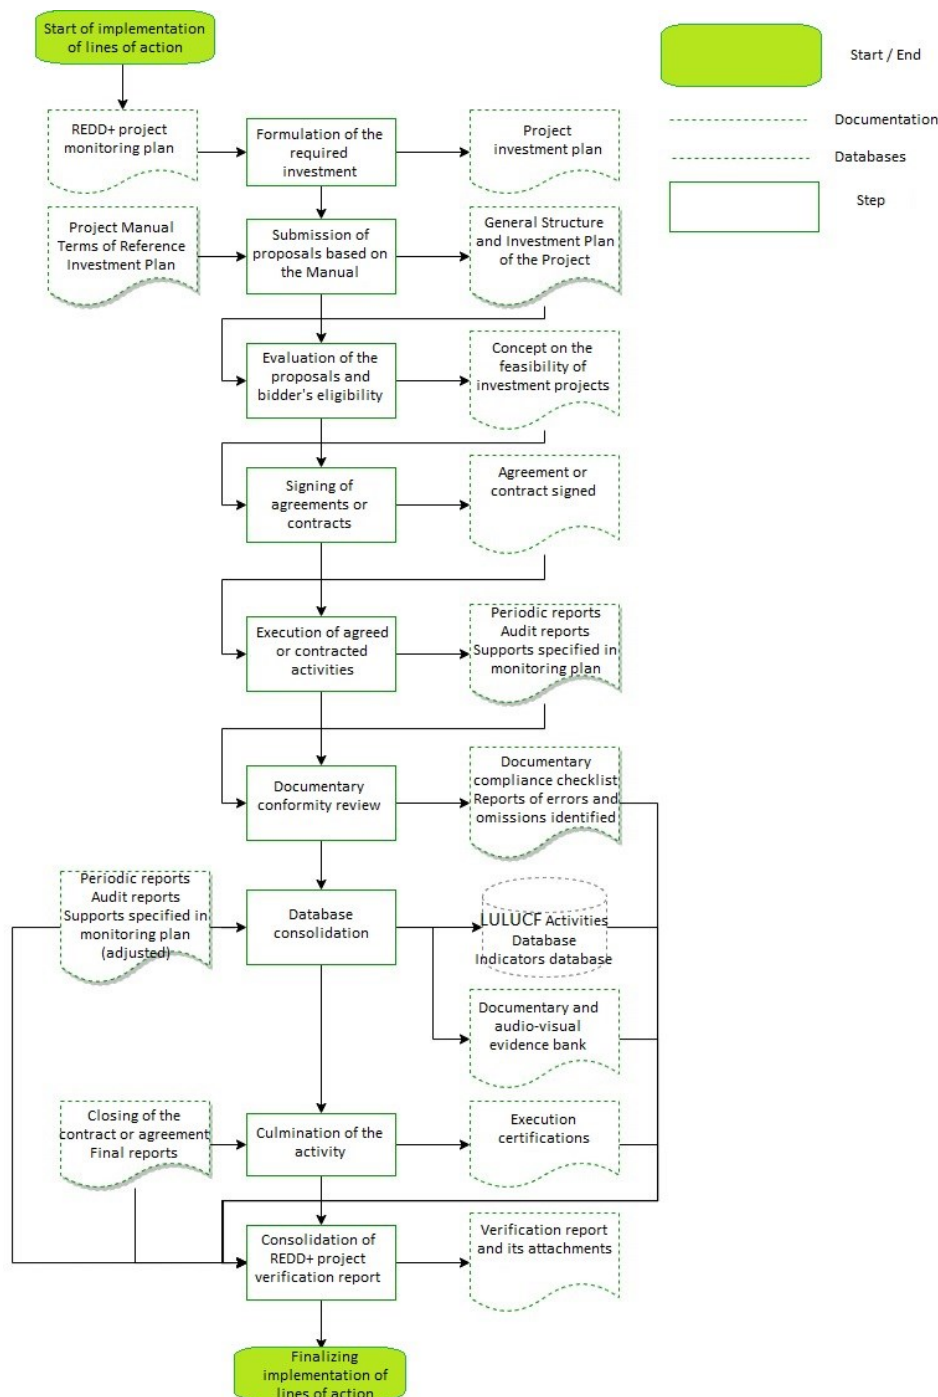 Start of implementation
of lines of action
Start / End
Documentation
Databases
Step
REDD+ project
monitoring plan
Formulation of the
required
investment
Project
investment plan
Project Manual
Terms of Reference
Investment Plan
Submission of
proposals based on
the Manual
General Structure
and Investment Plan
of the Project
Evaluation of the
proposals and
bidder's eligibility
Concept on the
feasibility of
investment projects
Signing of
agreements or
contracts
Agreement or
contract signed
Execution of agreed
or contracted
activities
Periodic reports
Audit reports
Supports specified in
monitoring plan
Documentary
conformity review
Documentary
compliance checklist
Reports of errors and
omissions identified
Periodic reports
Audit reports
Supports specified in
monitoring plan
(adjusted)
Database
consolidation
LULUCF Activities
Database
Indicators database
Documentary and
audio-visual
evidence bank
Closing of the
contract or agreement
Final reports
Culmination of the
activity
Execution
certifications
Consolidation of
REDD+ project
verification report
Verification report
and its attachments
Finalizing
implementation of
lines of action